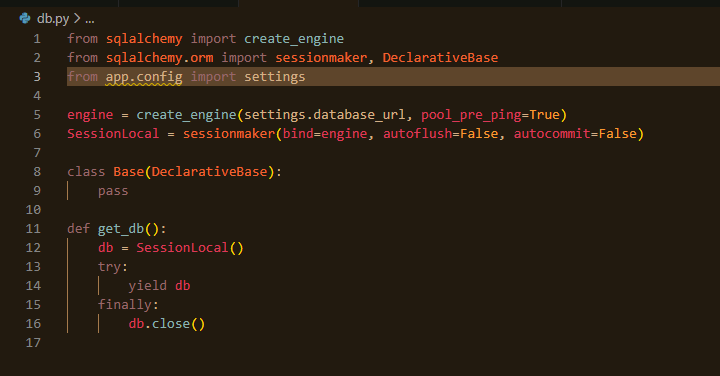 db.py > ...
1 from sqlalchemy import create_engine
2 from sqlalchemy.orm import sessionmaker, DeclarativeBase
3 from app.config import settings
4
5 engine = create_engine(settings.database_url, pool_pre_ping=True)
6 SessionLocal = sessionmaker(bind=engine, autoflush=False, autocommit=False)
7
8 class Base(DeclarativeBase):
9     pass
10
11 def get_db():
12     db = SessionLocal()
13     try:
14         yield db
15     finally:
16         db.close()
17